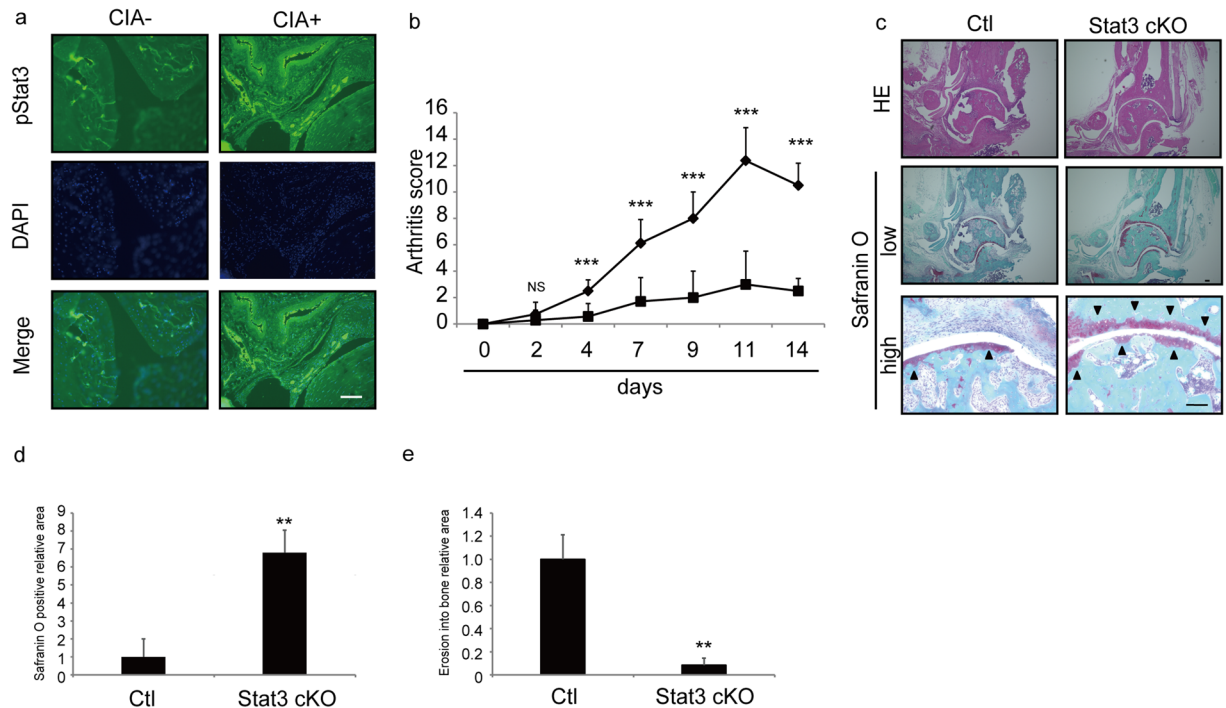 a
CIA-
CIA+
pStat3
DAPI
Merge
b
Arthritis score
16
14
12
10
8
6
4
2
0
NS
***
***
***
***
***
0 2 4 7 9 11 14
days
c
Ctl
Stat3 cKO
HE
Safranin O
low
high
d
Safranin O positive relative area
9
8
7
6
5
4
3
2
1
0
**
Ctl
Stat3 cKO
e
Erosion into bone relative area
1.4
1.2
1.0
0.8
0.6
0.4
0.2
0
**
Ctl
Stat3 cKO